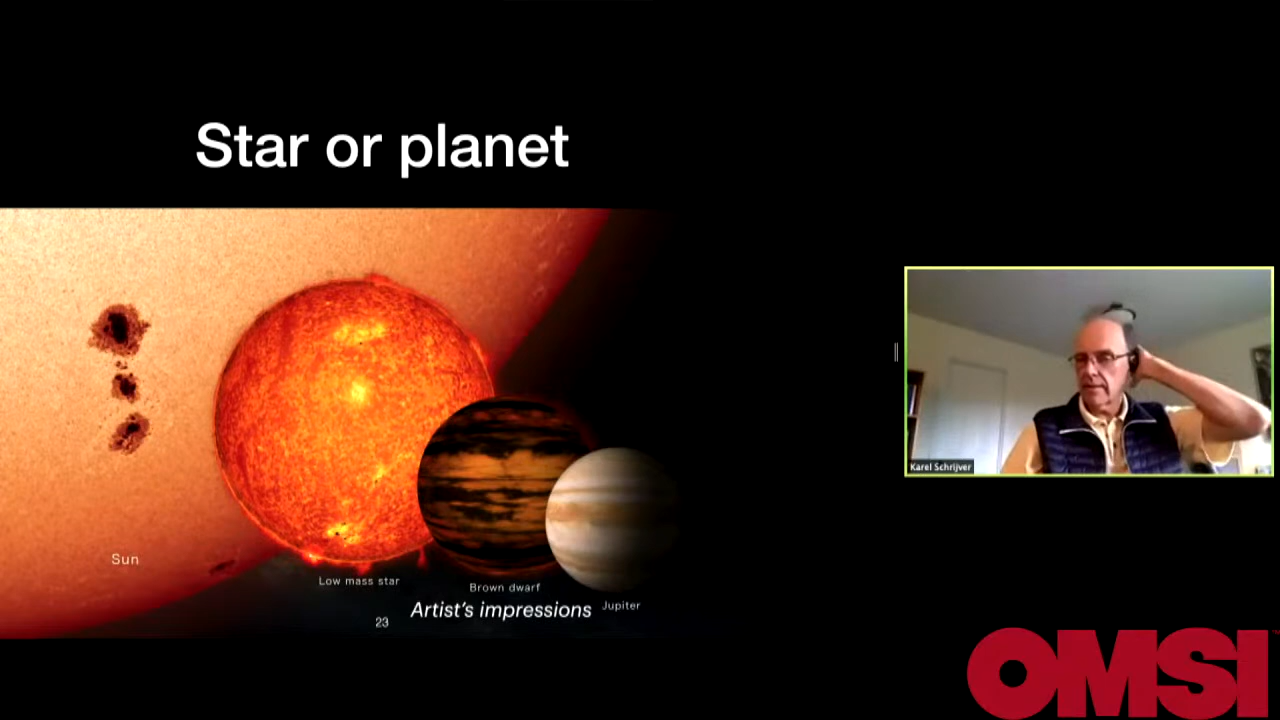 Star or planet
Sun
Low mass star
Brown dwarf
Artist's impressions
Jupiter
23
Karel Schrijver
OMSI